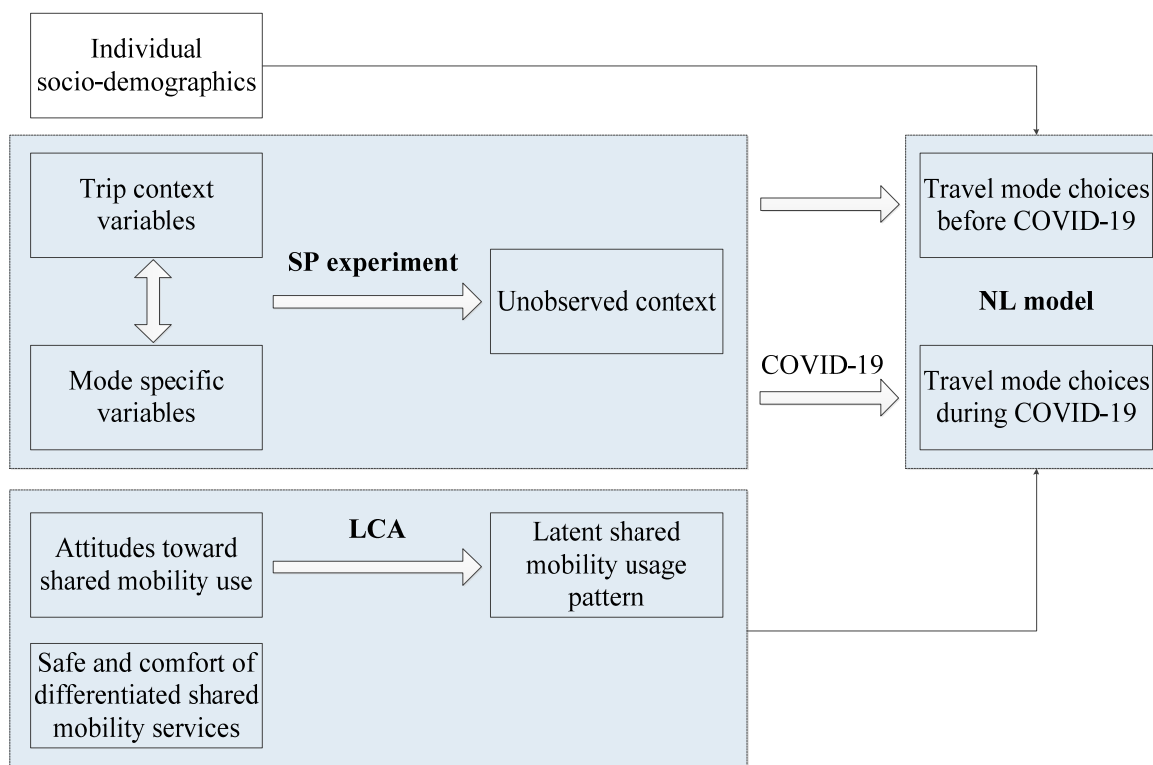 Individual
socio-demographics
Trip context
variables
SP experiment
Unobserved context
Mode specific
variables
COVID-19
Travel mode choices
before COVID-19
NL model
Travel mode choices
during COVID-19
Attitudes toward
shared mobility use
LCA
Latent shared
mobility usage
pattern
Safe and comfort of
differentiated shared
mobility services